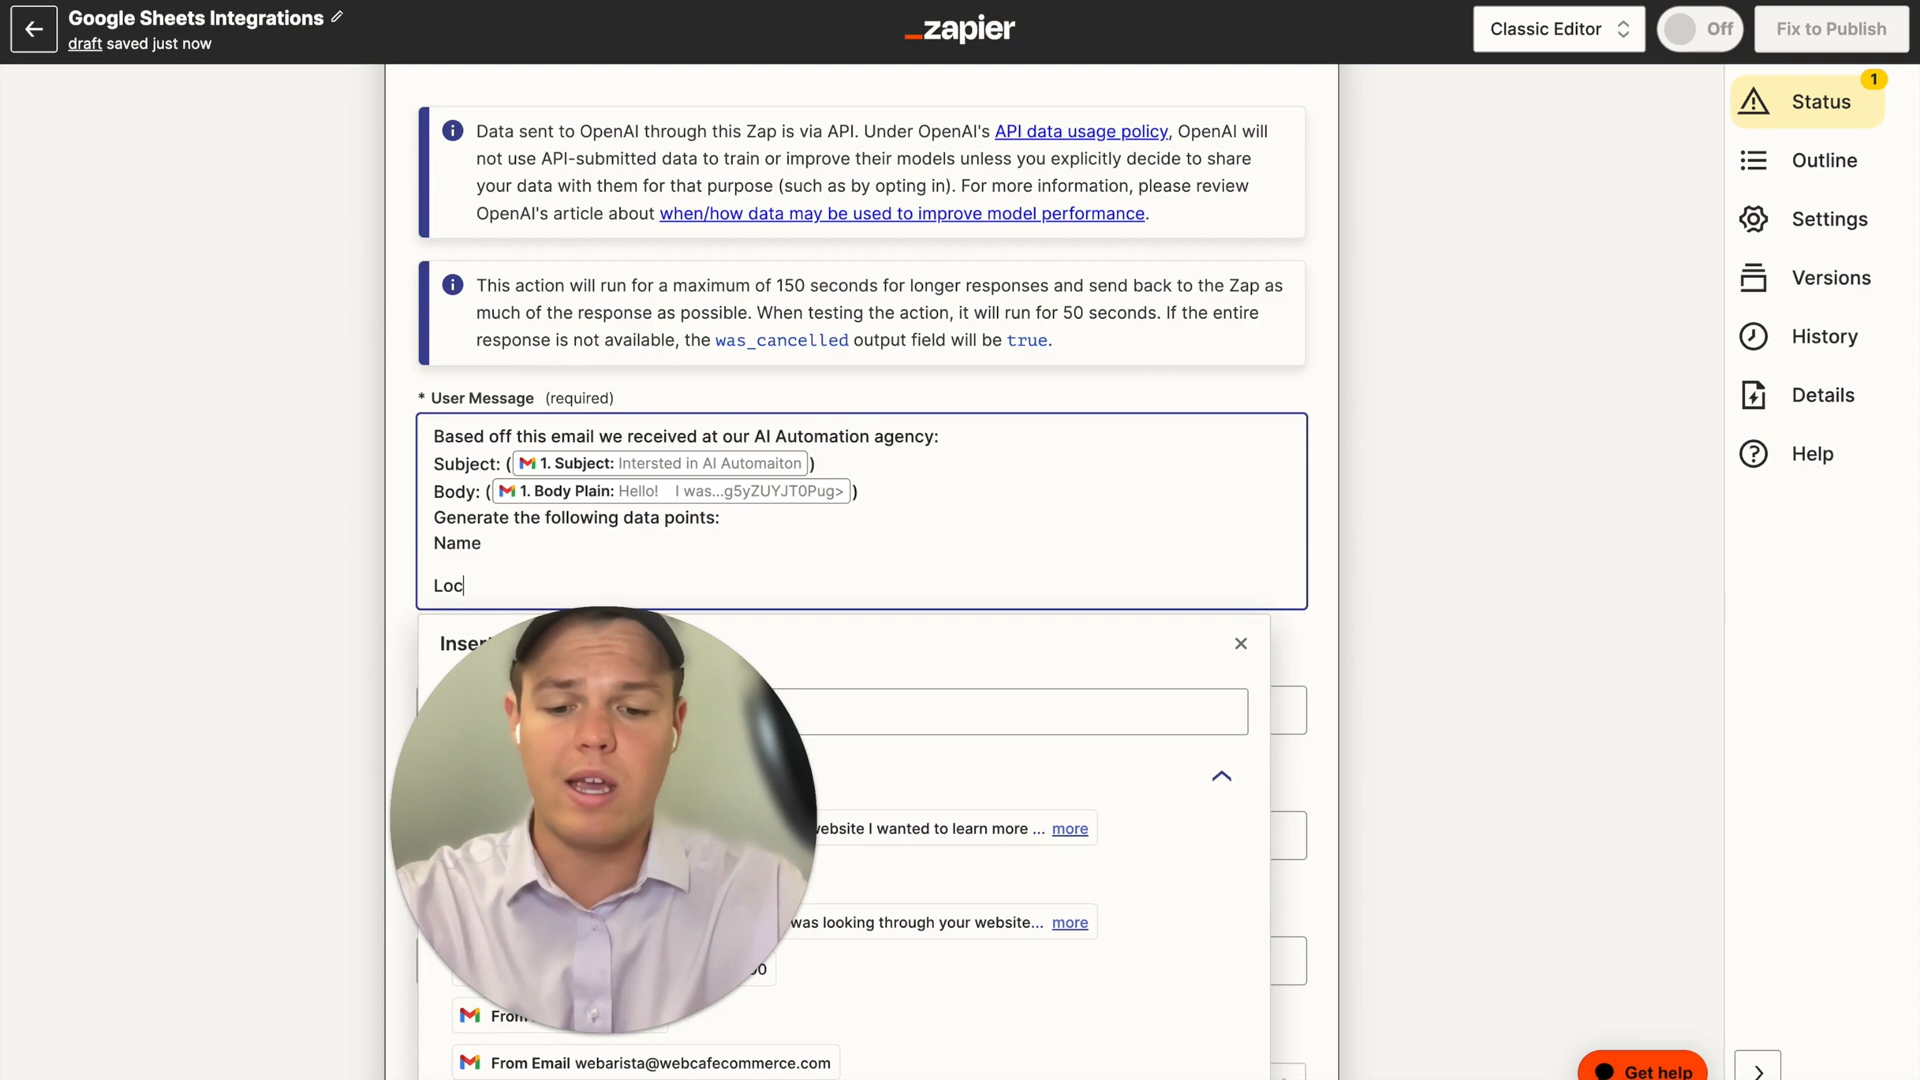 Google Sheets Integrations
draft saved just now
zapier
Classic Editor
Off
Fix to Publish
1
Status
Outline
Settings
Versions
History
Details
Help
Data sent to OpenAI through this Zap is via API. Under OpenAI's API data usage policy, OpenAI will
not use API-submitted data to train or improve their models unless you explicitly decide to share
your data with them for that purpose (such as by opting in). For more information, please review
OpenAI's article about when/how data may be used to improve model performance.
This action will run for a maximum of 150 seconds for longer responses and send back to the Zap as
much of the response as possible. When testing the action, it will run for 50 seconds. If the entire
response is not available, the was_cancelled output field will be true.
* User Message (required)
Based off this email we received at our AI Automation agency:
Subject: ( 1. Subject: Intersted in AI Automaiton )
Body: ( 1. Body Plain: Hello! I was...g5yZUYJT0Pug> )
Generate the following data points:
Name
Loc
website I wanted to learn more ... more
was looking through your website... more
From Email webarista@webcafecommerce.com
Get help